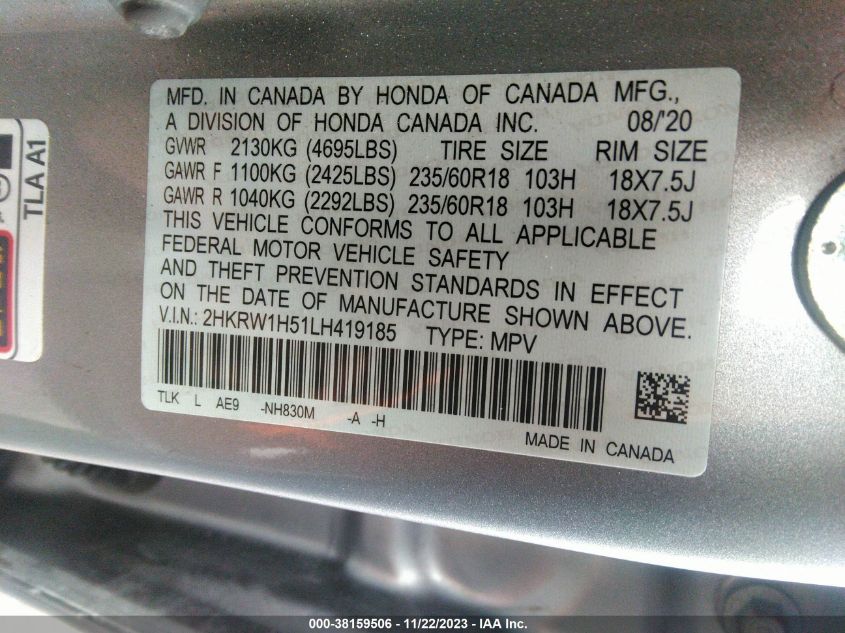 MFD. IN CANADA BY HONDA OF CANADA MFG.,
A DIVISION OF HONDA CANADA INC. 08/'20
GVWR 2130KG (4695LBS) TIRE SIZE RIM SIZE
GAWR F 1100KG (2425LBS) 235/60R18 103H 18X7.5J
GAWR R 1040KG (2292LBS) 235/60R18 103H 18X7.5J
THIS VEHICLE CONFORMS TO ALL APPLICABLE
FEDERAL MOTOR VEHICLE SAFETY
AND THEFT PREVENTION STANDARDS IN EFFECT
ON THE DATE OF MANUFACTURE SHOWN ABOVE.
V.I.N.: 2HKRW1H51LH419185 TYPE: MPV
TLK L AE9 -NH830M -A -H
MADE IN CANADA
TLA A1
000-38159506 - 11/22/2023 - IAA Inc.